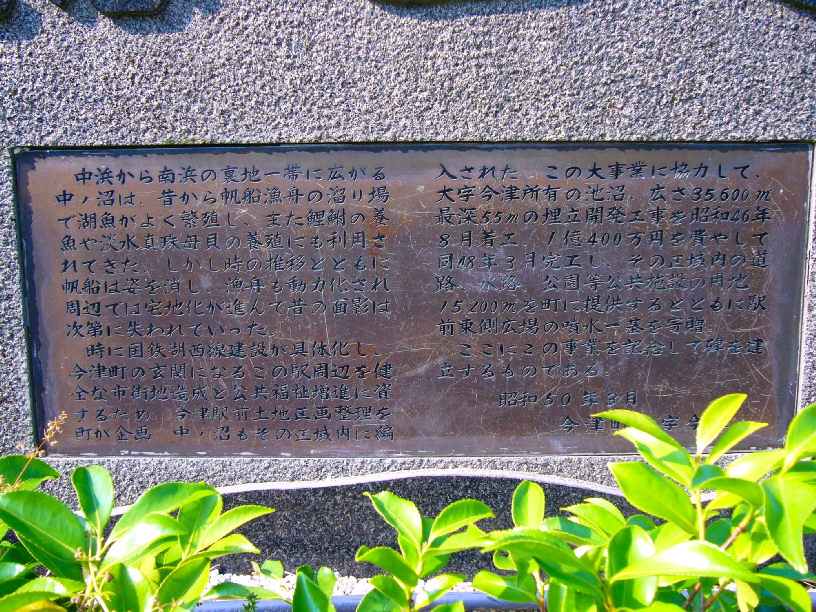 中浜から南浜の裏地一帯に広がる
中ノ沼は、昔から帆船漁舟の溜り場
で湖魚がよく繁殖し、また鯉鮒の養
魚や淡水真珠母貝の養殖にも利用さ
れてきた。しかし時の推移とともに
帆船は姿を消し、漁舟も動力化され
周辺では宅地化が進んで昔の面影は
次第に失われていった。
時に国鉄湖西線建設が具体化し、
今津町の玄関になるこの駅周辺を健
全な市街地造成と公共福祉増進に資
するため、今津駅前土地区画整理を
町が企画 中ノ沼もその区域内に編
入された。この大事業に協力して、
大字今津所有の池沼、広さ35,600㎡
最深5.5mの埋立開発工事を昭和46年
8月着工、1億400万円を費やして
同48年3月完工し、その区域内の道
路、水路、公園等公共施設の用地
15,200㎡を町に提供するとともに駅
前東側広場の噴水一基を寄贈。
ここにこの事業を記念して碑を建
立するものである。
昭和50年3月
今津町 字今